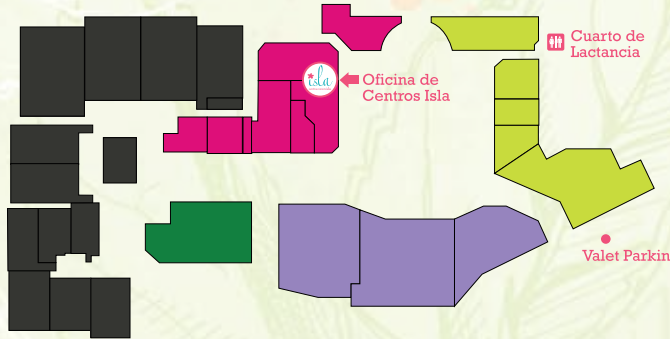 Cuarto de
Lactancia
isla
Oficina de
Centros Isla
Valet Parkin